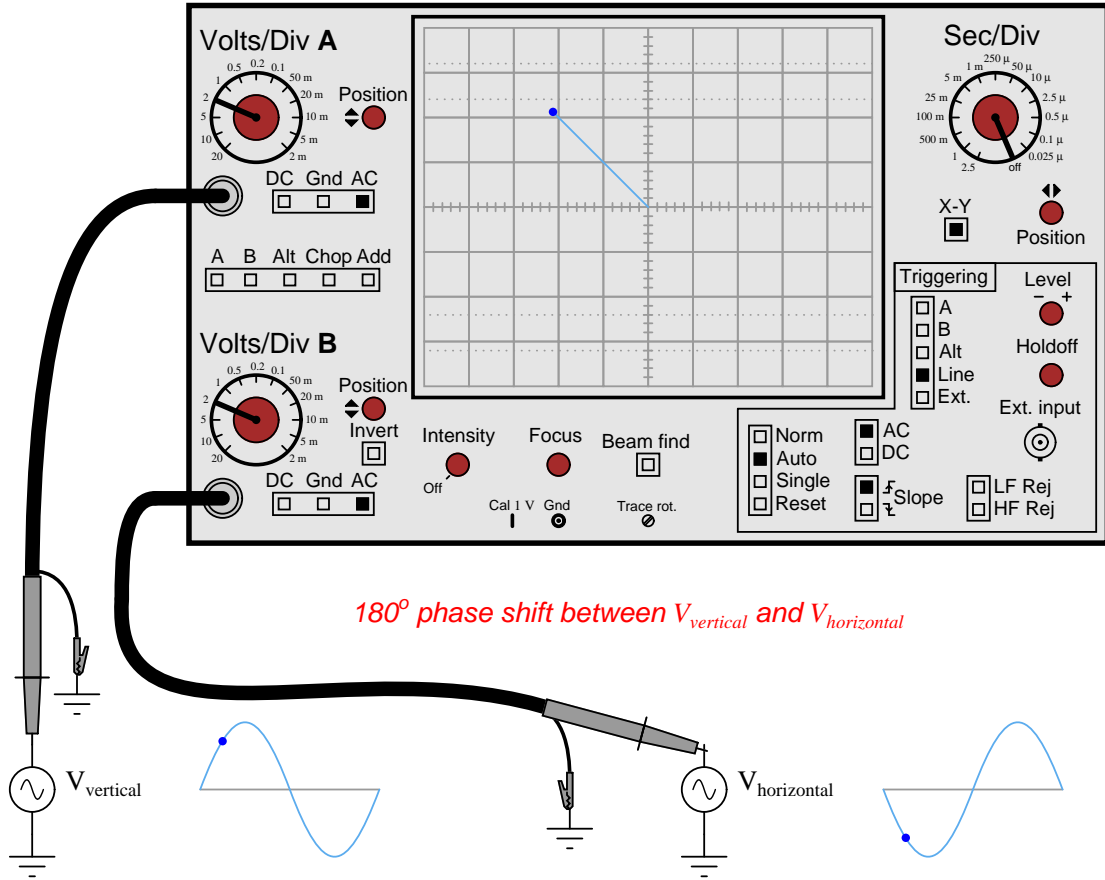 Volts/Div A
20
10
5
2
1
0.5
0.2
0.1
50 m
20 m
10 m
5 m
2 m
Position
DC Gnd AC
A B Alt Chop Add
Volts/Div B
20
10
5
2
1
0.5
0.2
0.1
50 m
20 m
10 m
5 m
2 m
Position
Invert
DC Gnd AC
Intensity
Off
Focus
Beam find
Cal 1 V Gnd
Trace rot.
Sec/Div
250 µ
1 m
50 µ
5 m
10 µ
25 m
2.5 µ
100 m
0.5 µ
500 m
0.1 µ
1
0.025 µ
2.5
off
X-Y
Position
Triggering
A
B
Alt
Line
Ext.
Level
- +
Holdoff
Ext. input
Norm
Auto
Single
Reset
AC
DC
Slope
LF Rej
HF Rej
180° phase shift between Vvertical and Vhorizontal
Vvertical
Vhorizontal